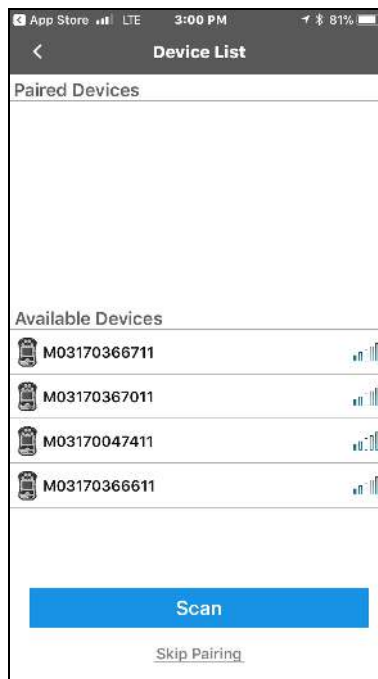 App Store LTE 3:00 PM 81%
Device List
Paired Devices
Available Devices
M03170366711
M03170367011
M03170047411
M03170366611
Scan
Skip Pairing